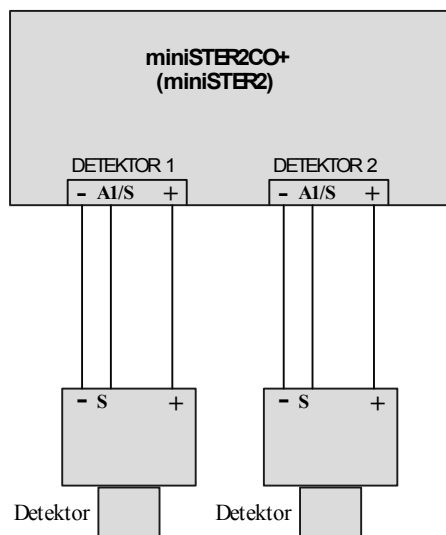 miniSTER2CO+
(miniSTER2)
DETEKTOR 1 DETEKTOR 2
- A1/S + - A1/S +
- S + - S +
Detektor Detektor